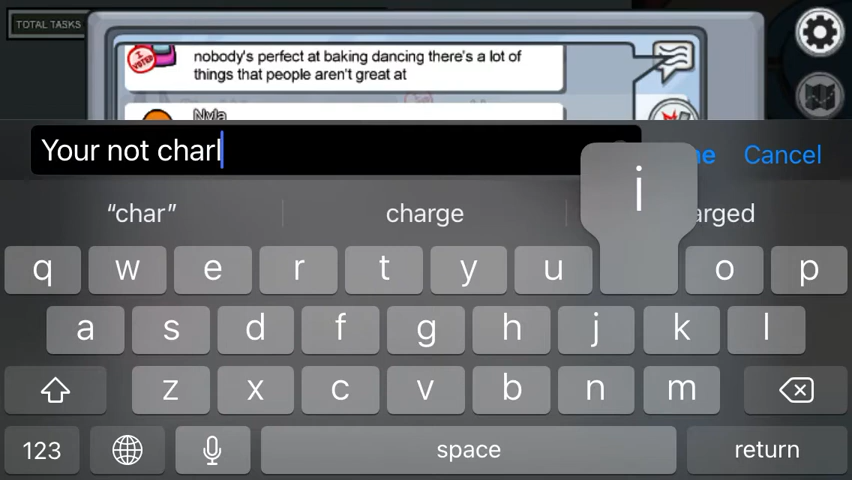 TOTAL TASKS
I VOTED
nobody's perfect at baking dancing there's a lot of
things that people aren't great at
Nyla
Your not charl
Cancel
i
"char"
charge
q w e r t y u o p
a s d f g h j k l
z x c v b n m
123
space
return